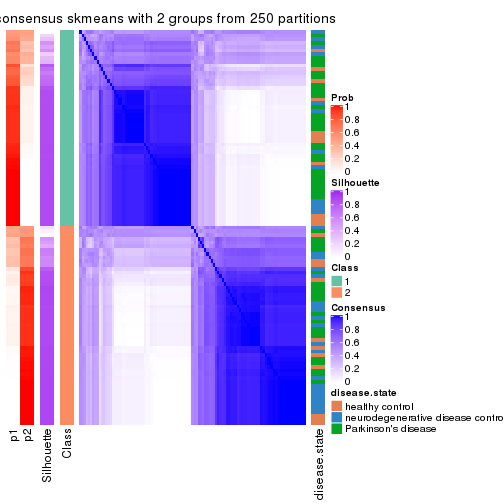 consensus skmeans with 2 groups from 250 partitions
Prob
1
0.8
0.6
0.4
0.2
0
Silhouette
1
0.8
0.6
0.4
0.2
0
Class
1
2
Consensus
1
0.8
0.6
0.4
0.2
0
disease.state
healthy control
neurodegenerative disease contro
Parkinson's disease
p1
p2
Silhouette
Class
disease.state